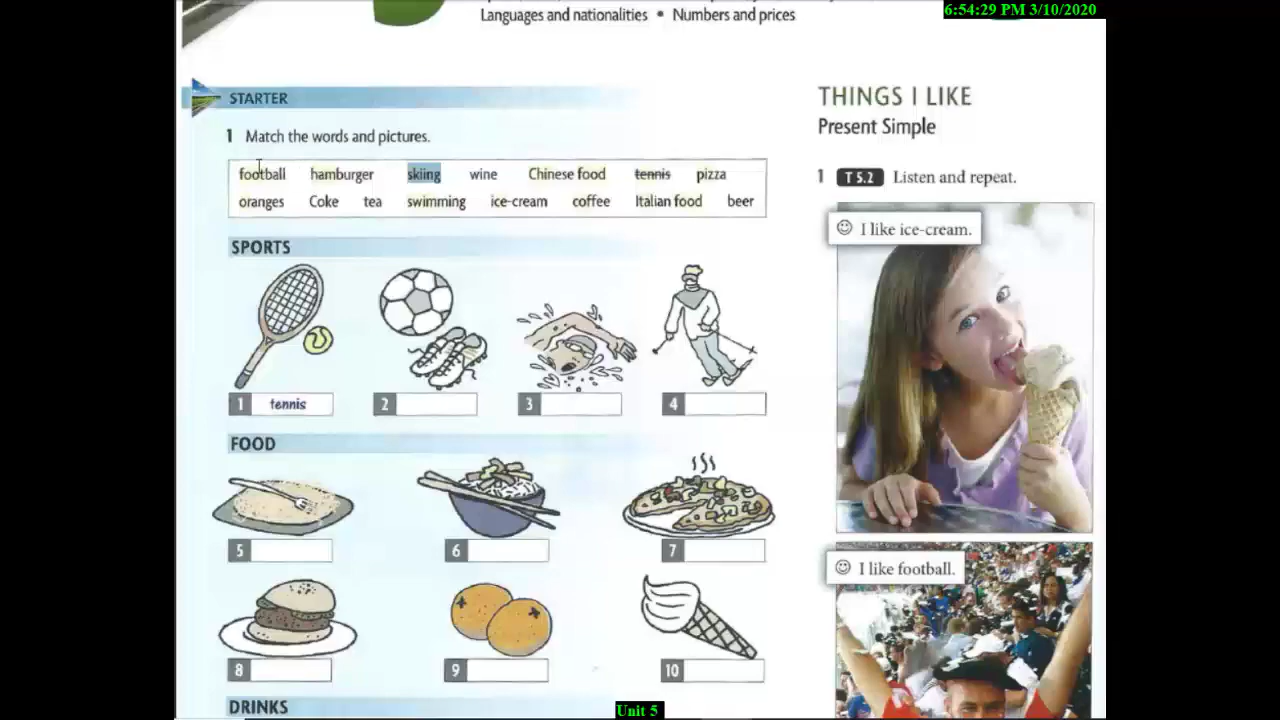 Languages and nationalities • Numbers and prices
6:54:29 PM 3/10/2020
STARTER
1 Match the words and pictures.
football hamburger skiing wine Chinese food tennis pizza
oranges Coke tea swimming ice-cream coffee Italian food beer
SPORTS
1 tennis
2
3
4
FOOD
5
6
7
8
9
10
DRINKS
THINGS I LIKE
Present Simple
1 T 5.2 Listen and repeat.
I like ice-cream.
I like football.
Unit 5